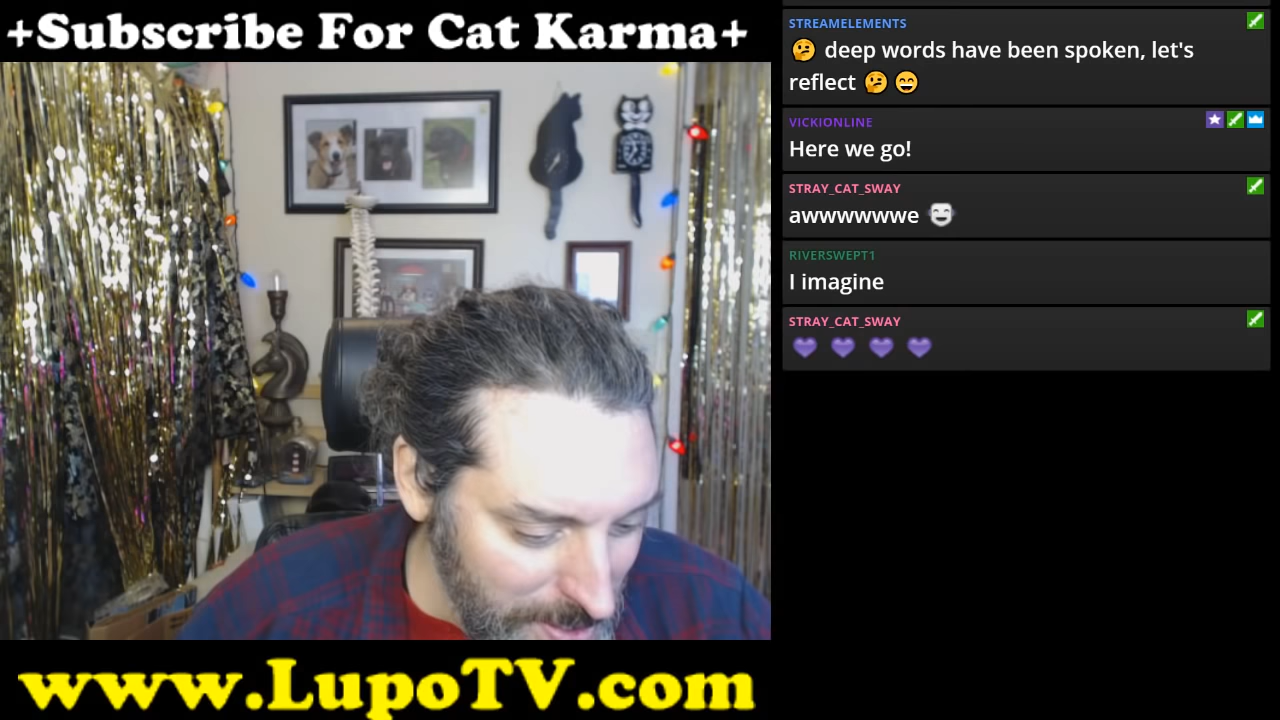 +Subscribe For Cat Karma+
STREAMELEMENTS
🤔 deep words have been spoken, let's
reflect 🤔 😄
VICKIONLINE
Here we go!
STRAY_CAT_SWAY
awwwwwwe
RIVERSWEPT1
I imagine
STRAY_CAT_SWAY
💜 💜 💜 💜
www.LupoTV.com